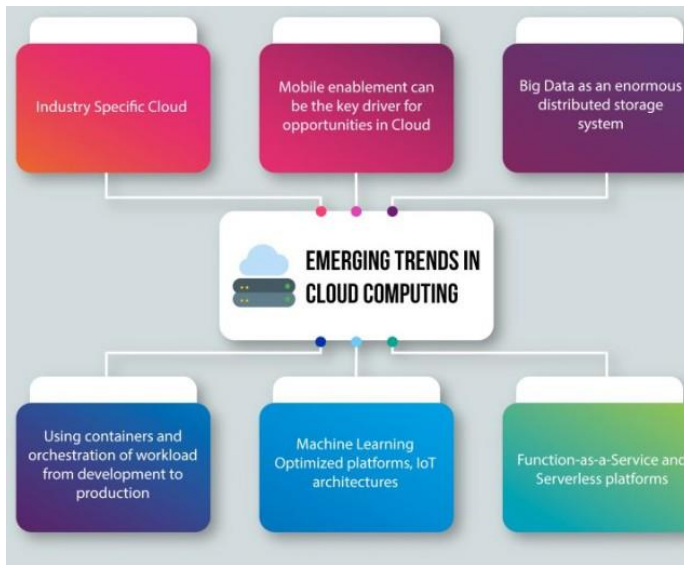 Industry Specific Cloud
Mobile enablement can
be the key driver for
opportunities in Cloud
Big Data as an enormous
distributed storage
system
EMERGING TRENDS IN
CLOUD COMPUTING
Using containers and
orchestration of workload
from development to
production
Machine Learning
Optimized platforms, IoT
architectures
Function-as-a-Service and
Serverless platforms